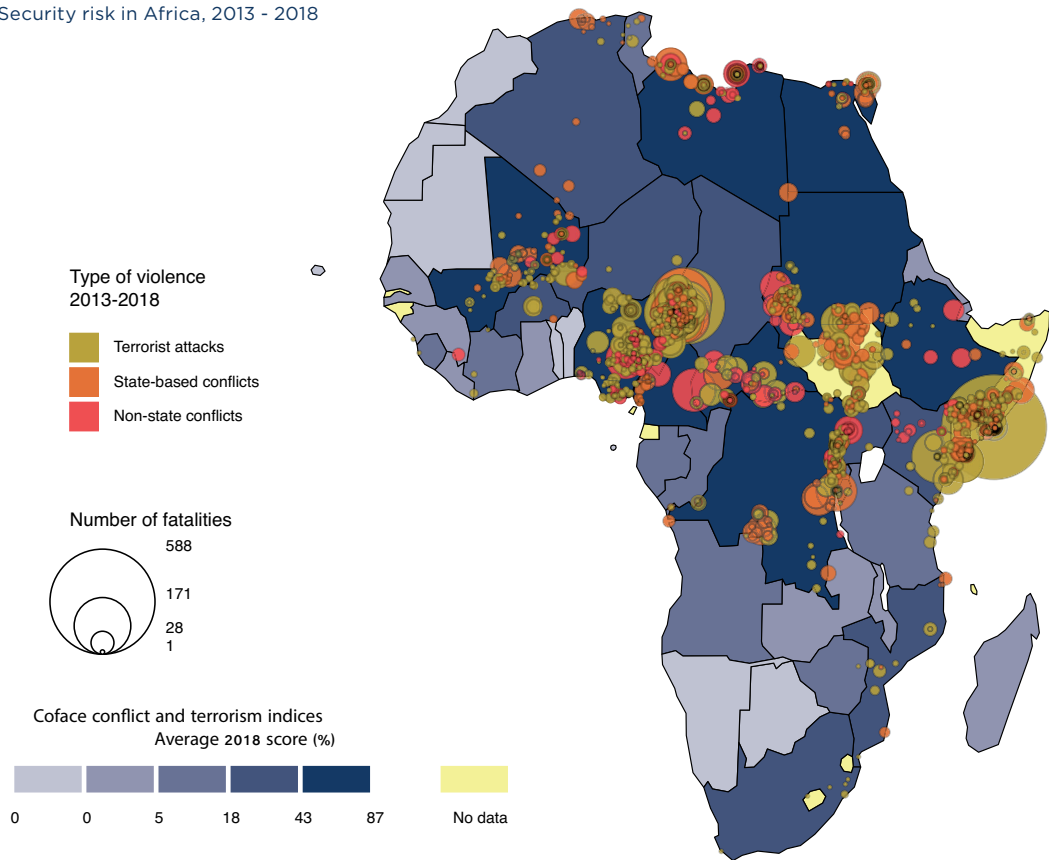 Security risk in Africa, 2013 - 2018
Type of violence
2013-2018
Terrorist attacks
State-based conflicts
Non-state conflicts
Number of fatalities
588
171
28
1
Coface conflict and terrorism indices
Average 2018 score (%)
0 0 5 18 43 87 No data